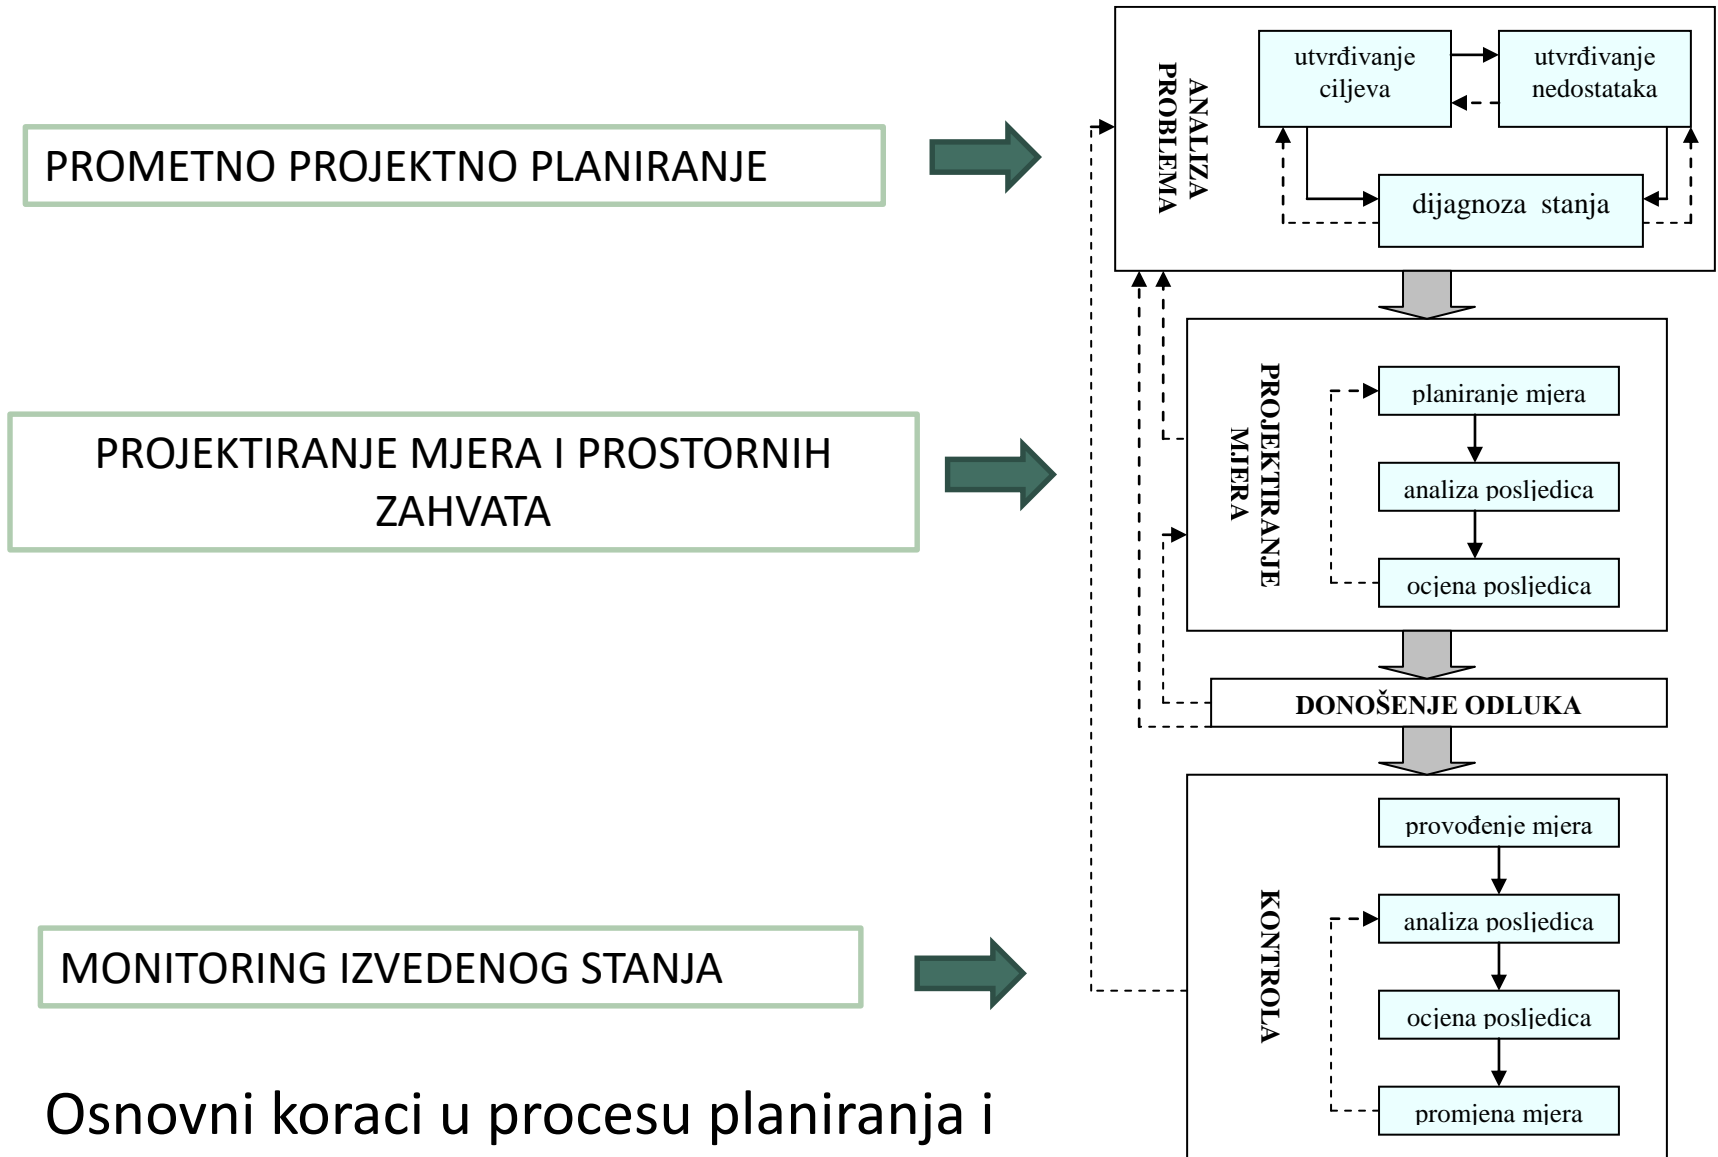 PROMETNO PROJEKTNO PLANIRANJE
PROJEKTIRANJE MJERA I PROSTORNIH
ZAHVATA
MONITORING IZVEDENOG STANJA
Osnovni koraci u procesu planiranja i
ANALIZA
PROBLEMA
utvrđivanje
ciljeva
utvrđivanje
nedostataka
dijagnoza stanja
PROJEKTIRANJE
MJERA
planiranje mjera
analiza posljedica
ocjena posljedica
DONOŠENJE ODLUKA
KONTROLA
provođenje mjera
analiza posljedica
ocjena posljedica
promjena mjera